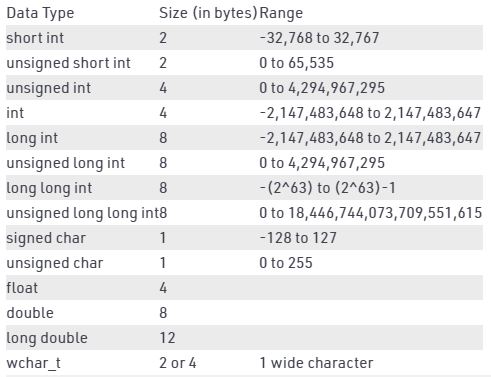 Data Type Size (in bytes) Range
short int 2 -32,768 to 32,767
unsigned short int 2 0 to 65,535
unsigned int 4 0 to 4,294,967,295
int 4 -2,147,483,648 to 2,147,483,647
long int 8 -2,147,483,648 to 2,147,483,647
unsigned long int 8 0 to 4,294,967,295
long long int 8 -(2^63) to (2^63)-1
unsigned long long int 8 0 to 18,446,744,073,709,551,615
signed char 1 -128 to 127
unsigned char 1 0 to 255
float 4
double 8
long double 12
wchar_t 2 or 4 1 wide character